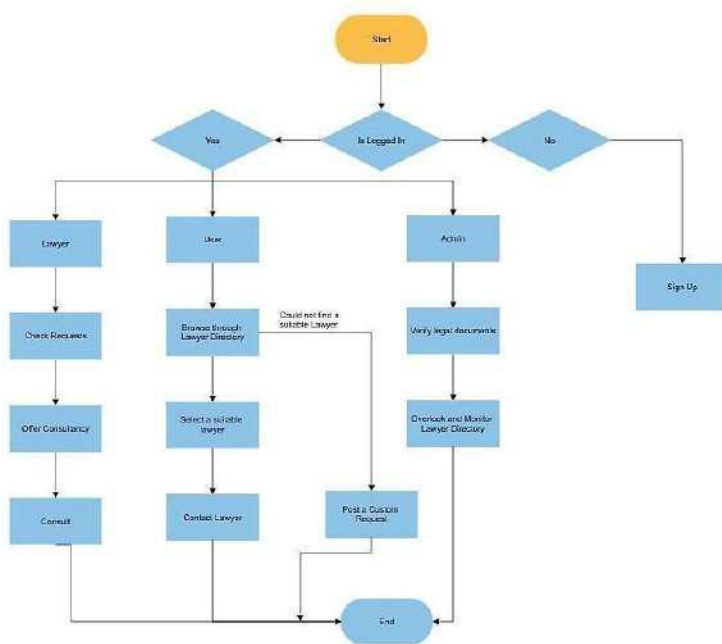 Start
Yes
Is Logged In
No
Lawyer
User
Admin
Sign Up
Check Requests
Browse through
Lawyer Directory
Could not find a
suitable Lawyer
Verify legal documents
Offer Consultancy
Select a suitable
lawyer
Overlook and Monitor
Lawyer Directory
Consult
Contact Lawyer
Post a Custom
Request
End